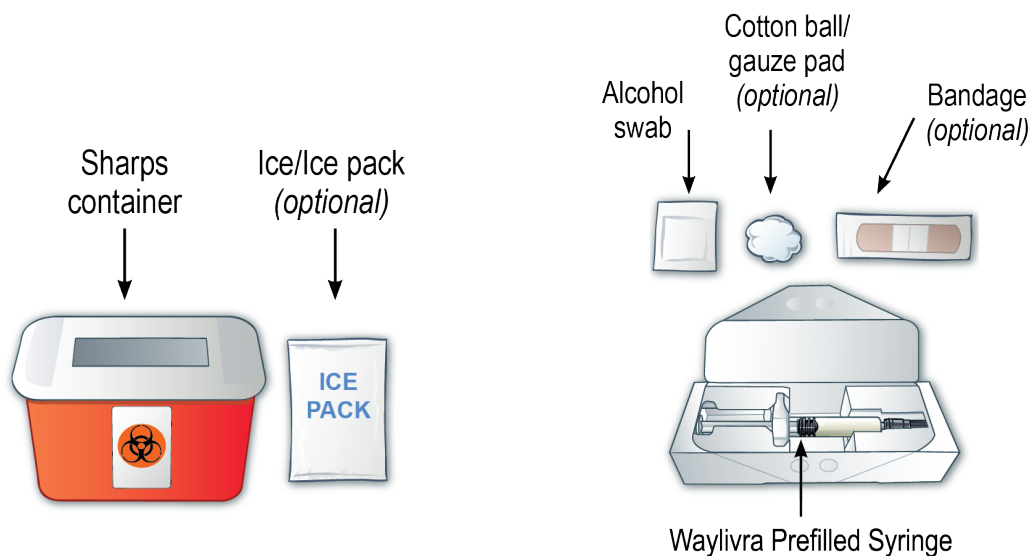 Sharps
container
Ice/Ice pack
(optional)
ICE
PACK
Alcohol
swab
Cotton ball/
gauze pad
(optional)
Bandage
(optional)
Waylivra Prefilled Syringe